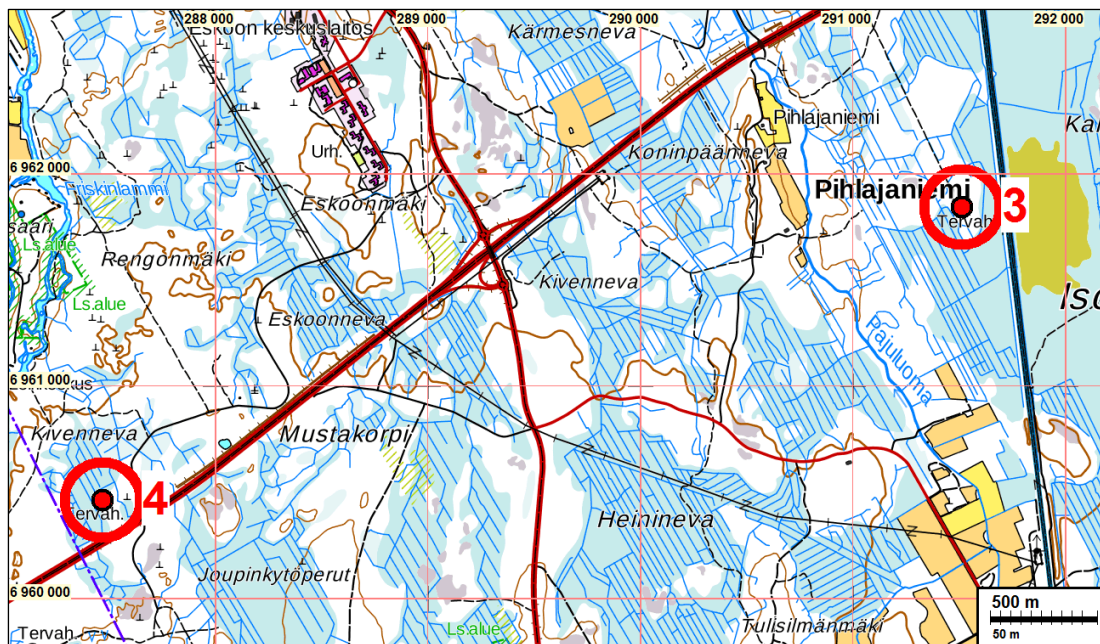 288 000
289 000
290 000
291 000
292 000
Eskoon keskuslaitos
Kärmesneva
Pihlajaniemi
Urh.
Koninpäänneva
6 962 000
Pihlajaniemi
3
Tervah.
Eskoonmäki
Ls.alue
Rengonmäki
Kivenneva
Ls.alue
Eskoonneva
Pajuluoma
6 961 000
Kivenneva
Mustakorpi
4
Tervah.
Heinineva
Joupinkytöperut
6 960 000
500 m
50 m
Tervah.
Ls.alue
Tulisilmänmäki